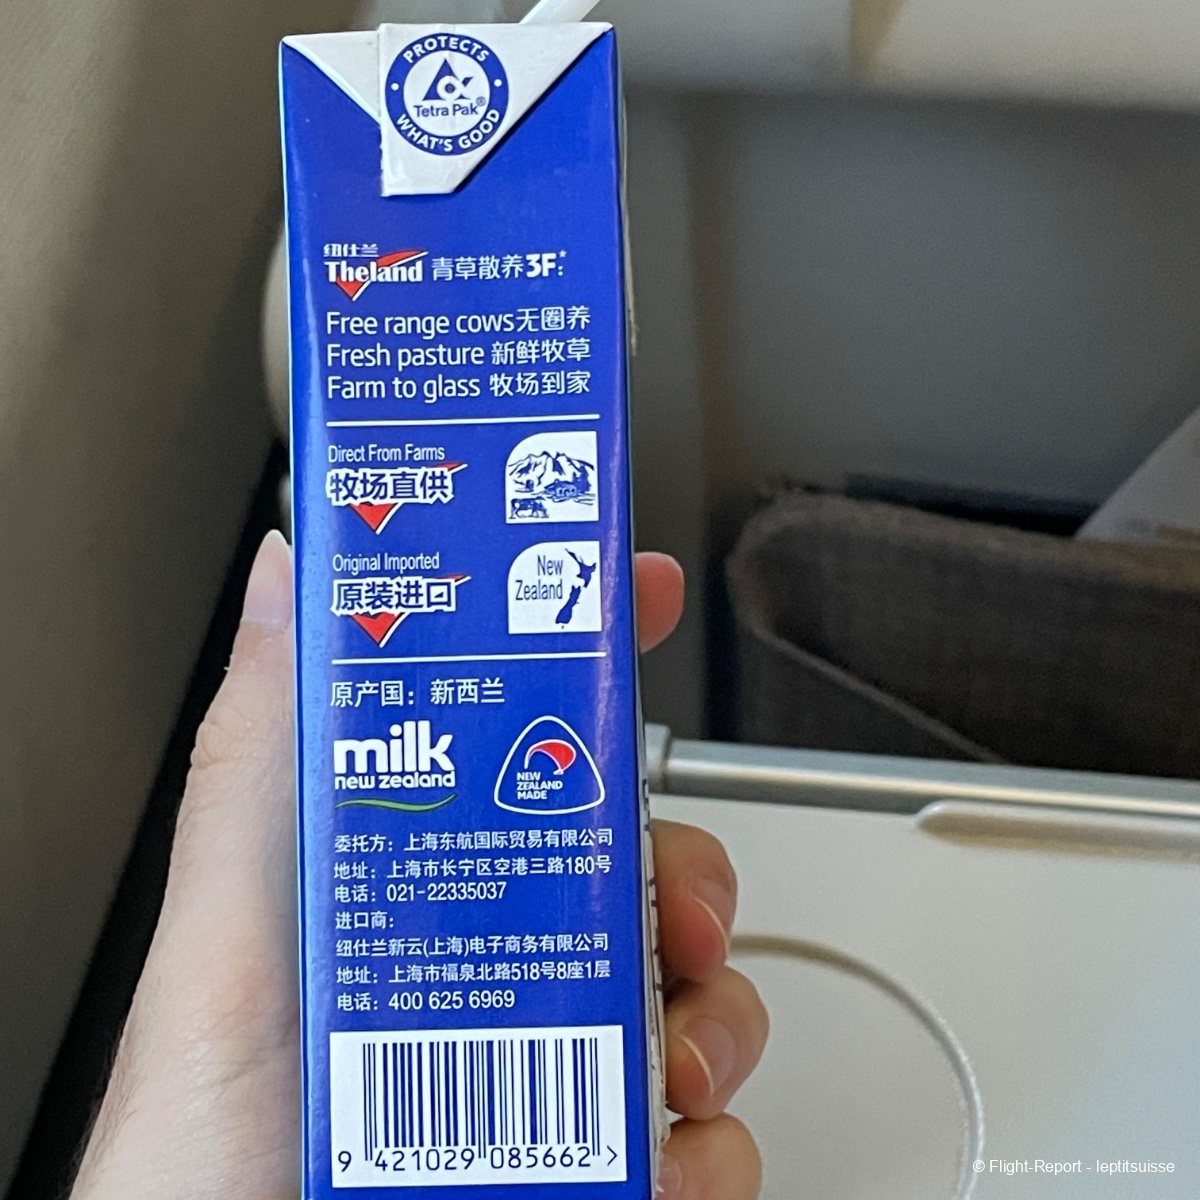 PROTECTS
Tetra Pak®
WHAT'S GOOD
纽仕兰
Theland 青草散养3F*:
Free range cows无圈养
Fresh pasture 新鲜牧草
Farm to glass 牧场到家
Direct From Farms
牧场直供
Original Imported
原装进口
New
Zealand
原产国：新西兰
milk
new zealand
NEW
ZEALAND
MADE
委托方：上海东航国际贸易有限公司
地址：上海市长宁区空港三路180号
电话：021-22335037
进口商：
纽仕兰新云(上海)电子商务有限公司
地址：上海市福泉北路518号8座1层
电话：400 625 6969
9 421029 085662 >
© Flight-Report - leptitsuisse